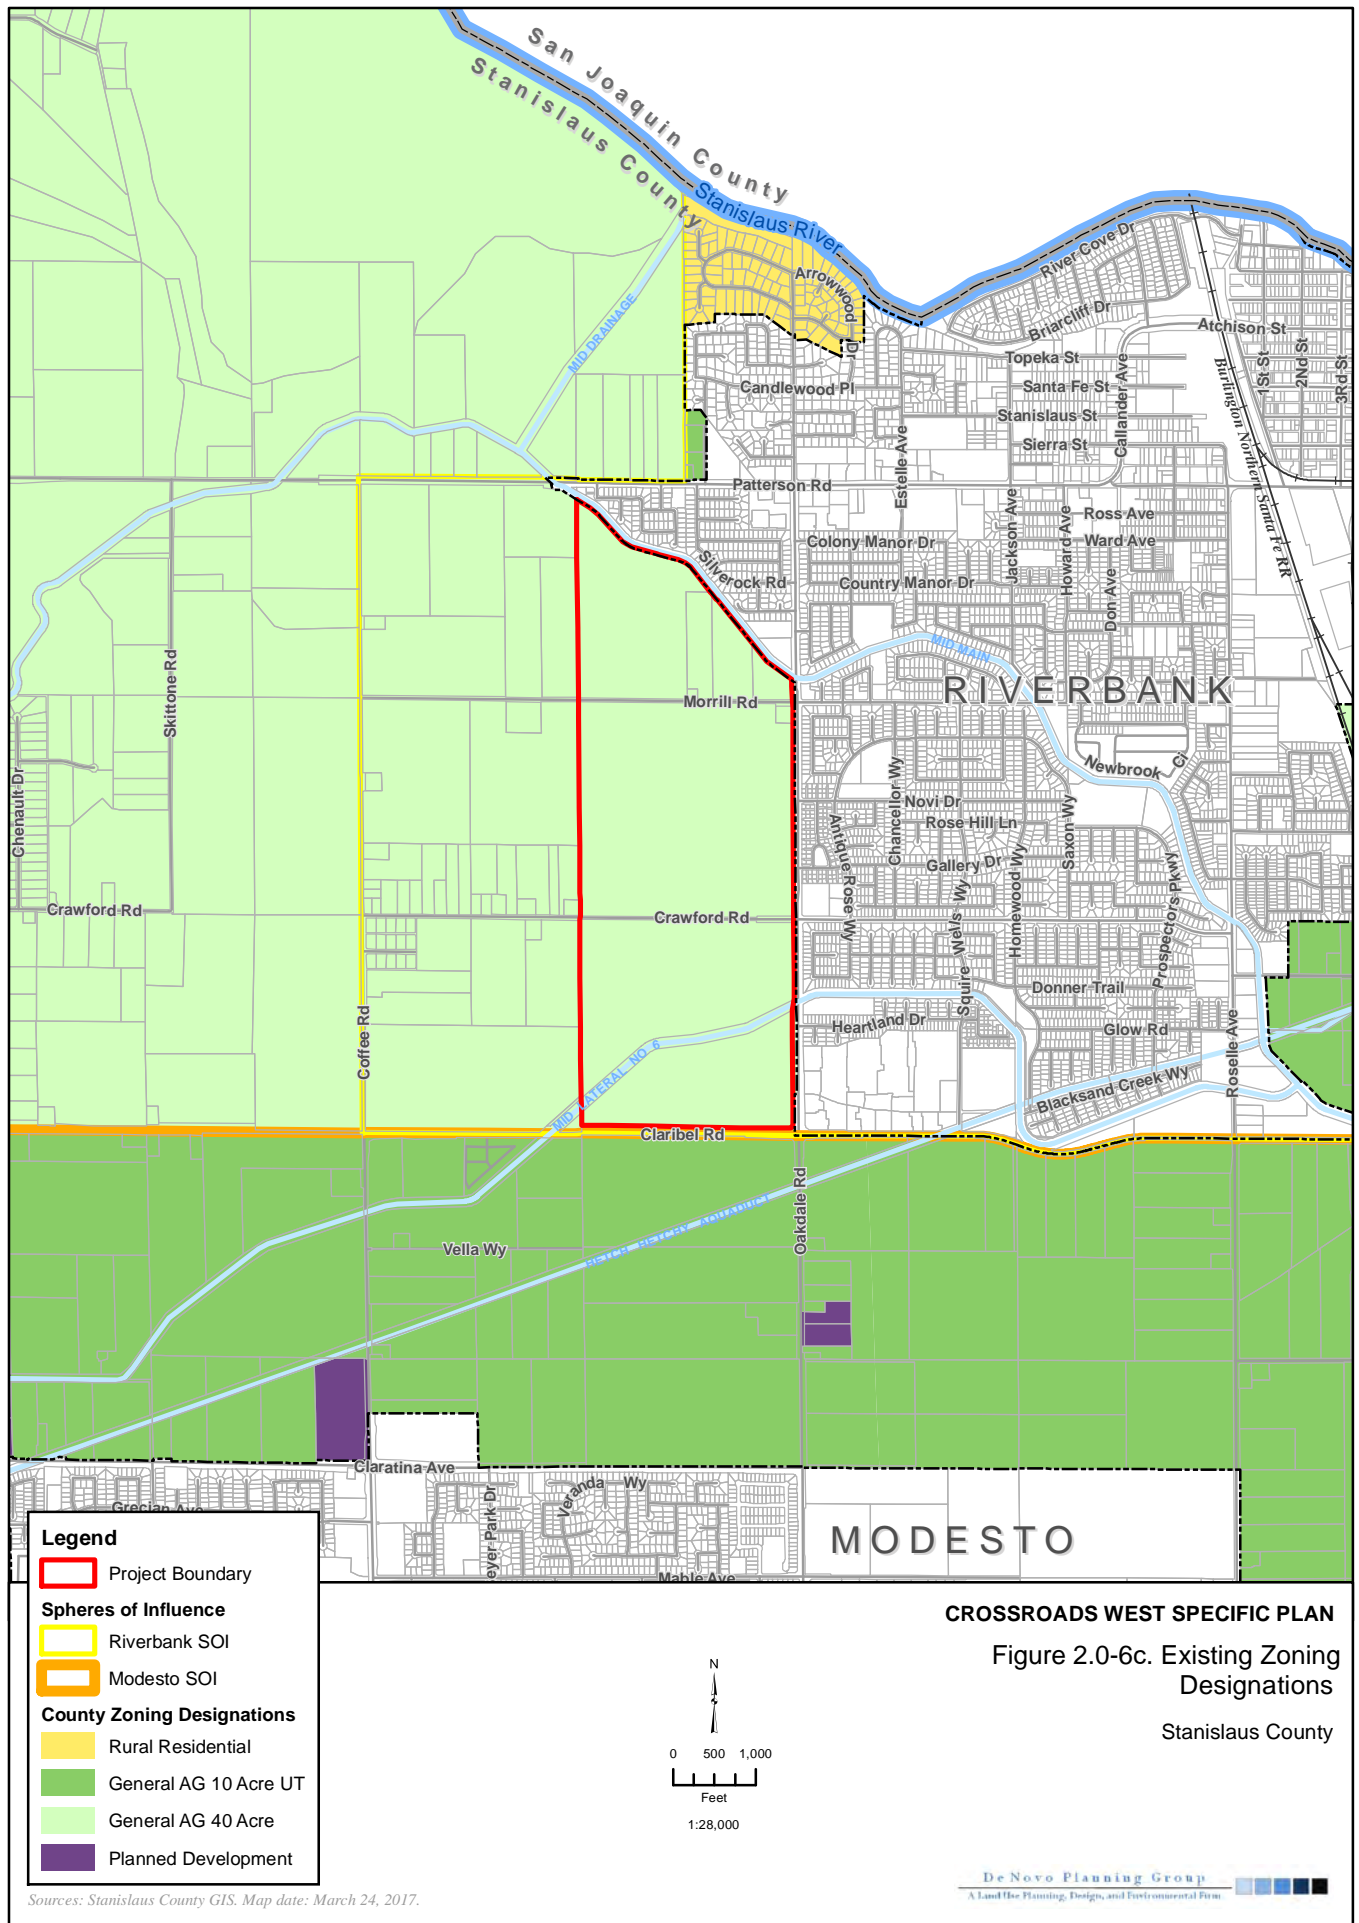 San Joaquin County
Stanislaus County
Stanislaus River
River Cove Dr
Arrowwood Dr
Briarcliff Dr
Atchison St
MID DRAINAGE
Topeka St
1St St
2Nd St
3Rd St
Candlewood Pl
Santa Fe St
Callander Ave
Burlington Northern Santa Fe RR
Stanislaus St
Sierra St
Estelle Ave
Patterson Rd
Jackson Ave
Howard Ave
Ross Ave
Colony Manor Dr
Ward Ave
Silverock Rd
Country Manor Dr
Don Ave
MID MAIN
Skittone Rd
Morrill Rd
RIVERBANK
Chenault Dr
Newbrook Ci
Chancellor Wy
Novi Dr
Rose Hill Ln
Saxon Wy
Antique Rose Wy
Gallery Dr
Homewood Wy
Prospectors Pkwy
Crawford Rd
Crawford Rd
Squire Wells Wy
Donner Trail
Coffee Rd
Heartland Dr
Glow Rd
Roselle Ave
MID LATERAL NO 6
Blacksand Creek Wy
Claribel Rd
Oakdale Rd
HETCH HETCHY AQUADUCT
Vella Wy
Claratina Ave
Veranda Wy
Grecian Ave
eyer Park Dr
MODESTO
Mable Ave
Legend
Project Boundary
Spheres of Influence
Riverbank SOI
Modesto SOI
County Zoning Designations
Rural Residential
General AG 10 Acre UT
General AG 40 Acre
Planned Development
N
0 500 1,000
Feet
1:28,000
CROSSROADS WEST SPECIFIC PLAN
Figure 2.0-6c. Existing Zoning
Designations
Stanislaus County
Sources: Stanislaus County GIS. Map date: March 24, 2017.
De Novo Planning Group
A Land Use Planning, Design, and Environmental Firm